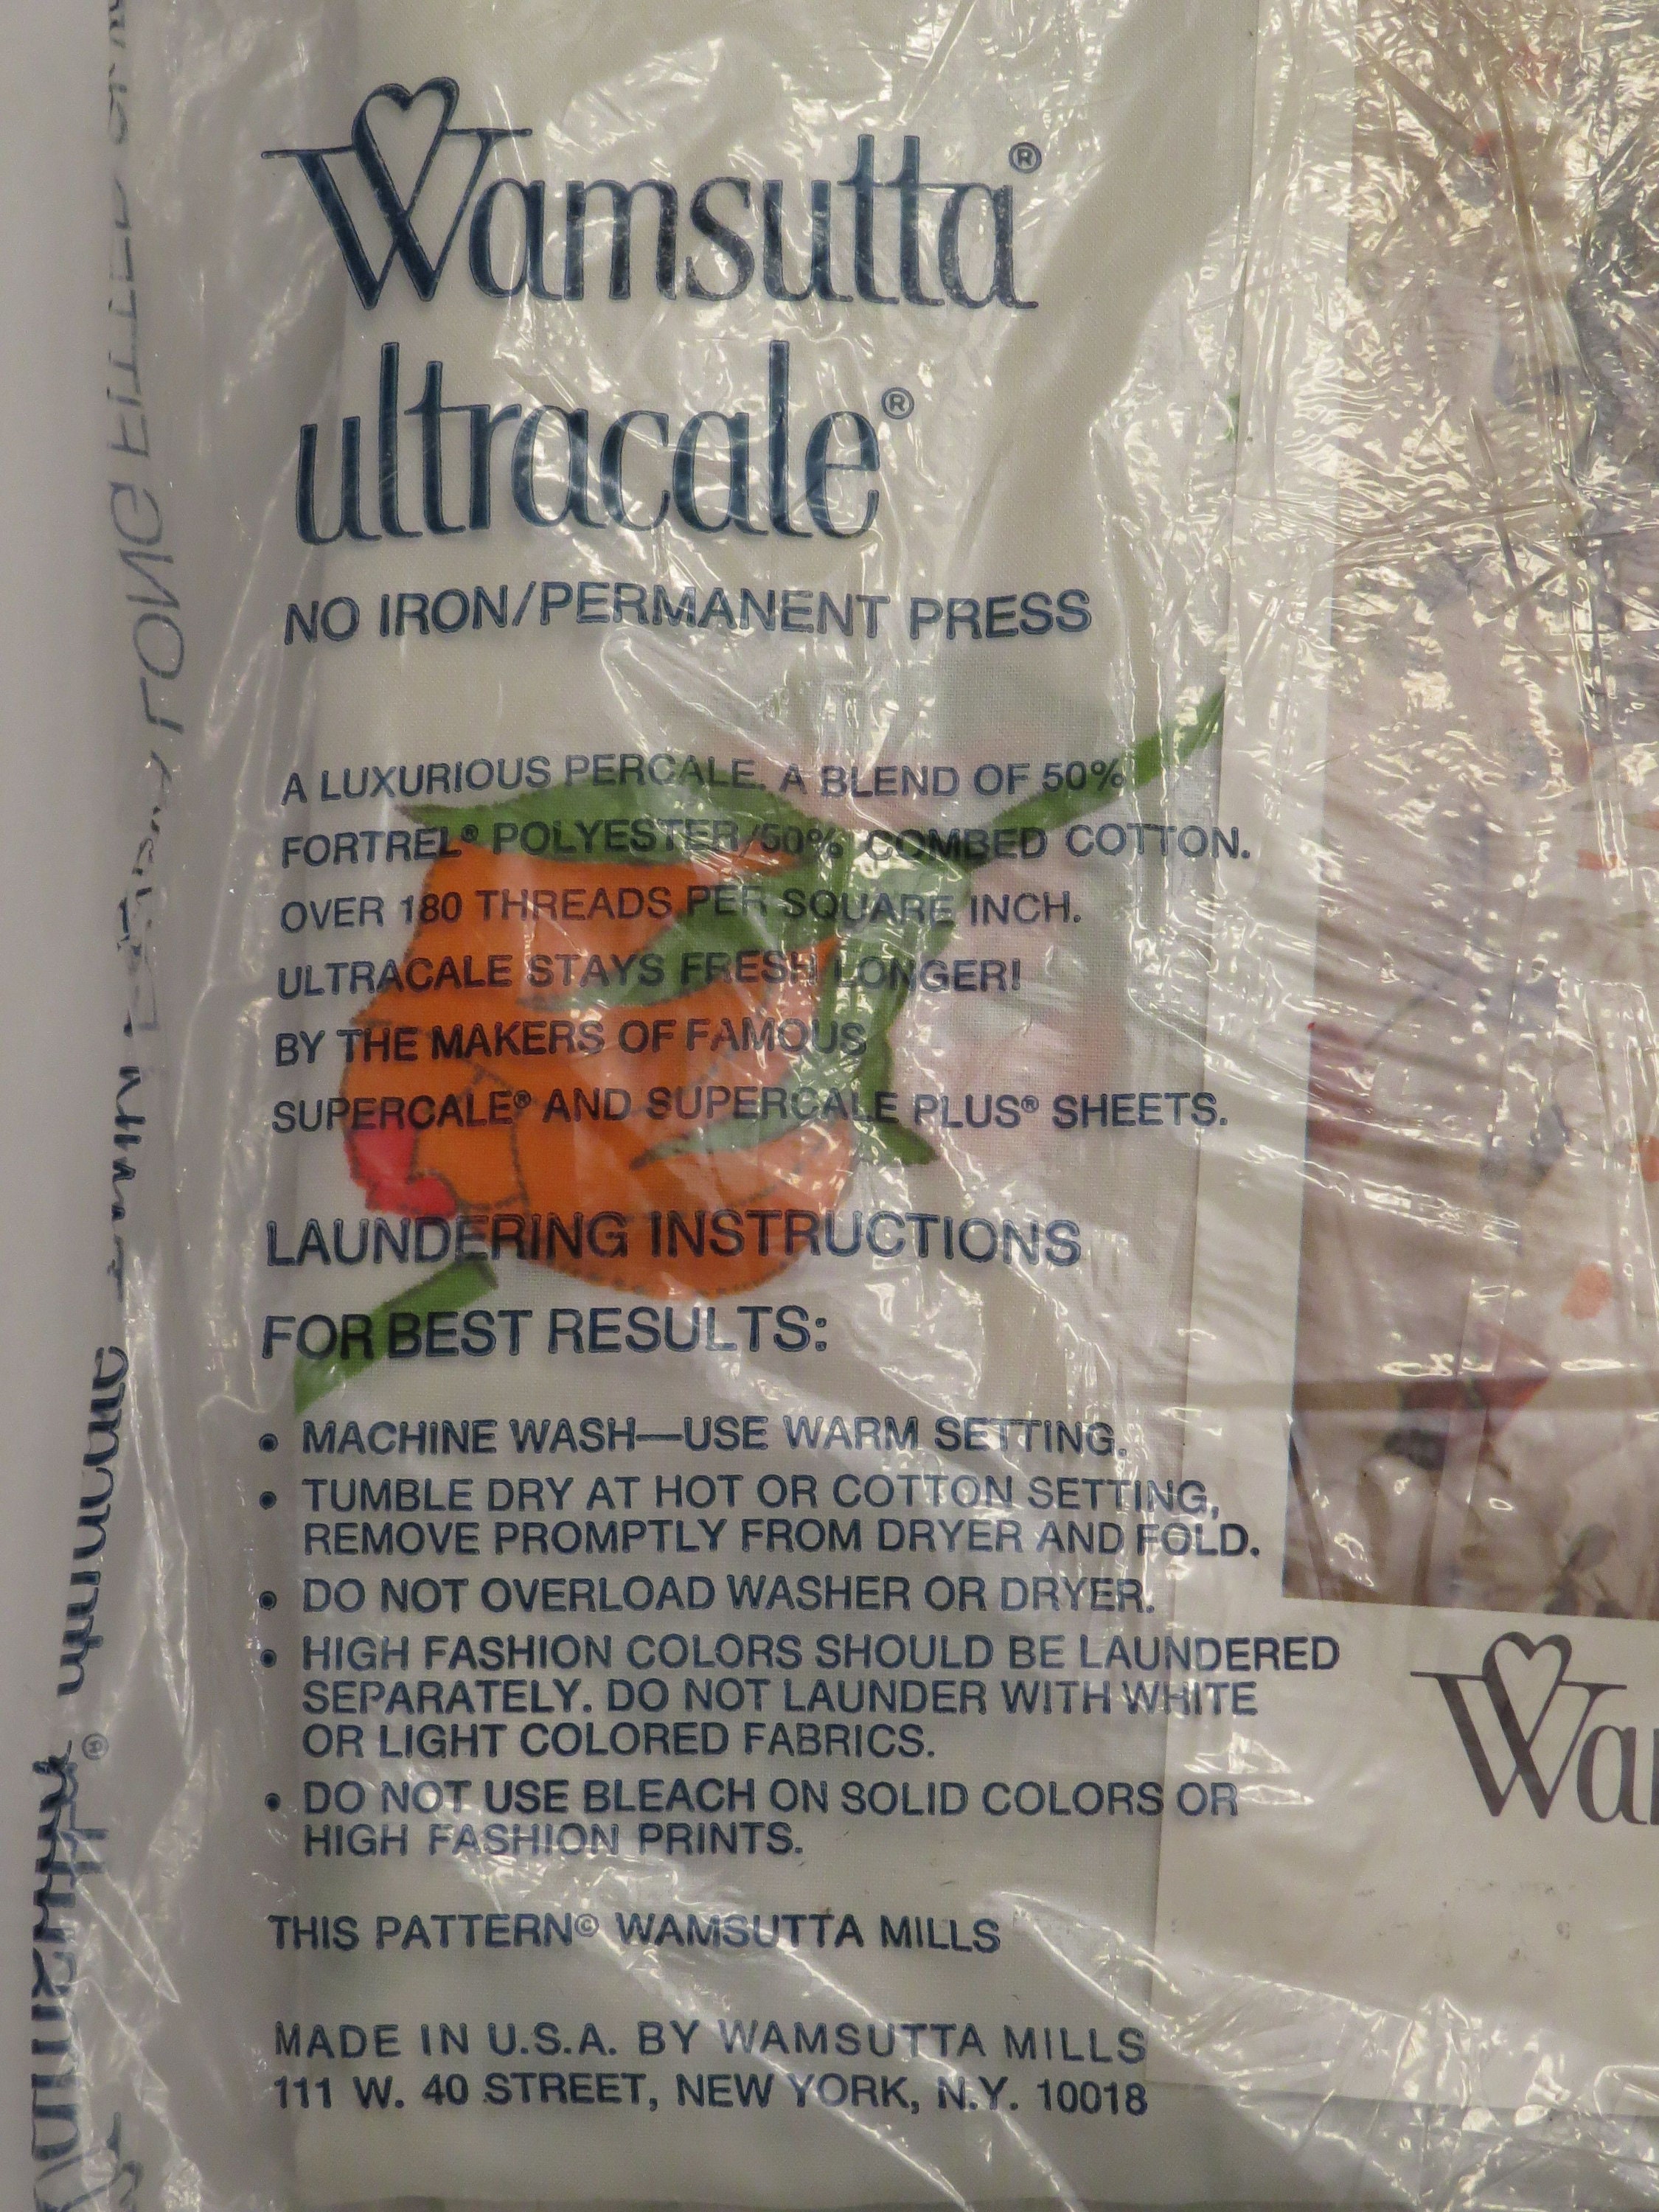 Wamsutta®
ultracale®
NO IRON/PERMANENT PRESS
A LUXURIOUS PERCALE. A BLEND OF 50%
FORTREL® POLYESTER/50% COMBED COTTON.
OVER 180 THREADS PER SQUARE INCH.
ULTRACALE STAYS FRESH LONGER!
BY THE MAKERS OF FAMOUS
SUPERCALE® AND SUPERCALE PLUS® SHEETS.
LAUNDERING INSTRUCTIONS
FOR BEST RESULTS:
• MACHINE WASH—USE WARM SETTING.
• TUMBLE DRY AT HOT OR COTTON SETTING,
REMOVE PROMPTLY FROM DRYER AND FOLD.
• DO NOT OVERLOAD WASHER OR DRYER.
• HIGH FASHION COLORS SHOULD BE LAUNDERED
SEPARATELY. DO NOT LAUNDER WITH WHITE
OR LIGHT COLORED FABRICS.
• DO NOT USE BLEACH ON SOLID COLORS OR
HIGH FASHION PRINTS.
THIS PATTERN© WAMSUTTA MILLS
MADE IN U.S.A. BY WAMSUTTA MILLS
111 W. 40 STREET, NEW YORK, N.Y. 10018
Wa
LONG FITTED